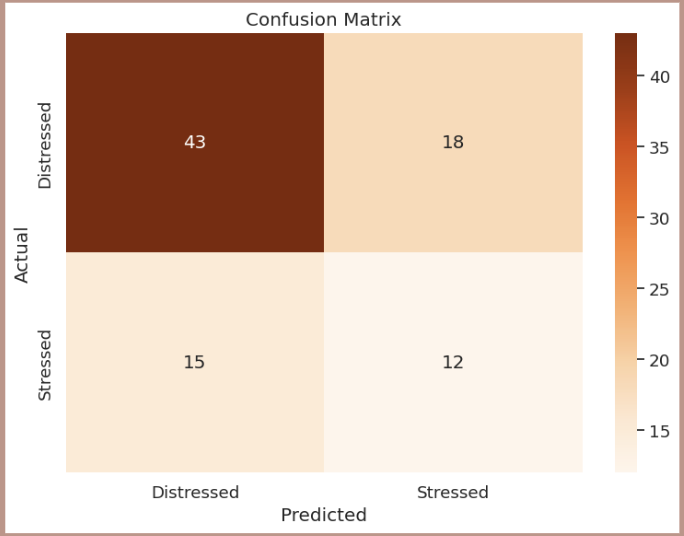 Confusion Matrix
Actual
Distressed
43
18
Stressed
15
12
Distressed
Stressed
Predicted
40
35
30
25
20
15